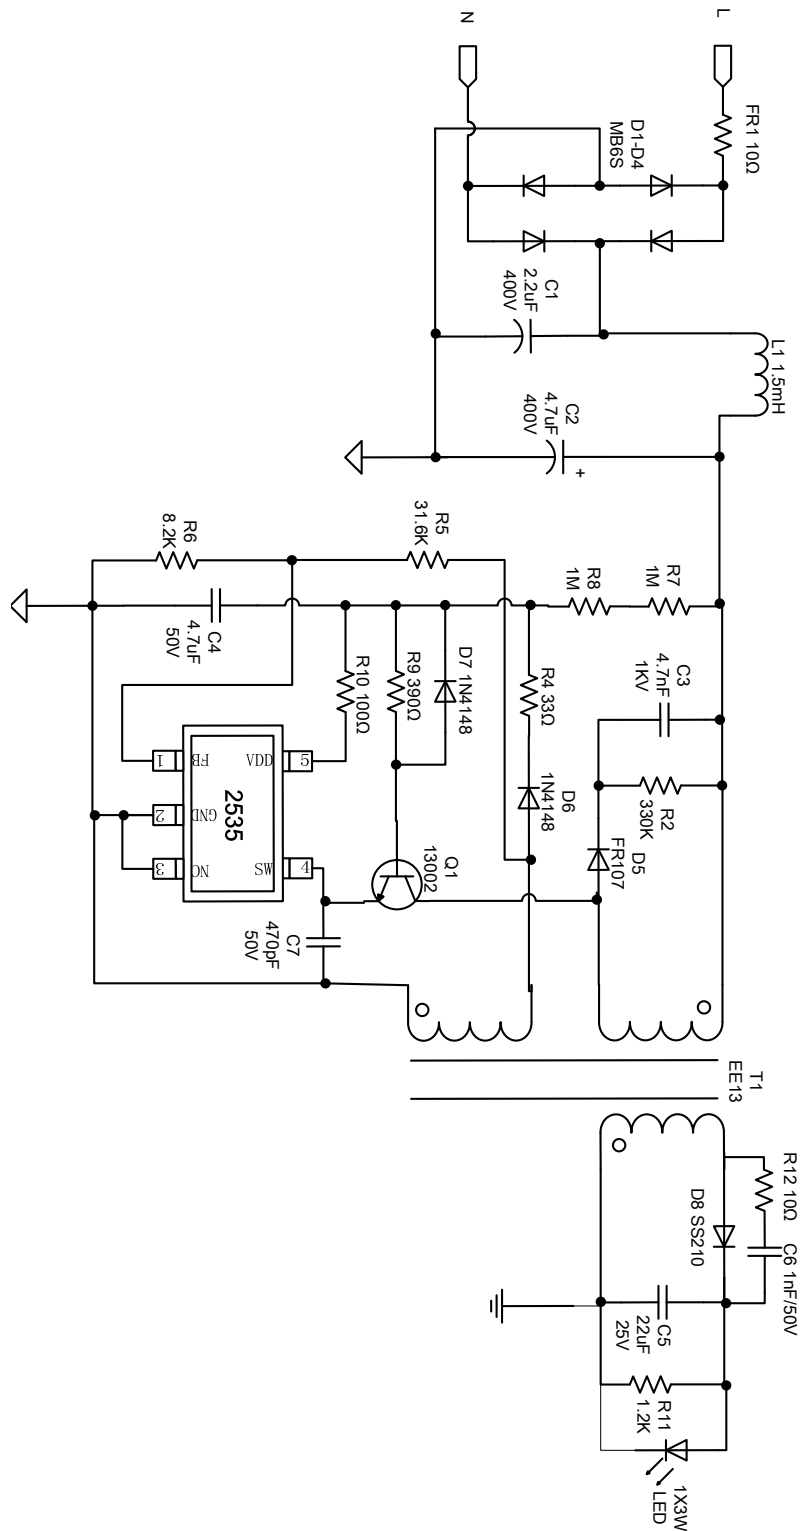 L
N
FR1 10Ω
D1-D4
MB6S
C1
2.2uF
400V
L1 1.5mH
C2
4.7uF
400V
+
R7
1M
R8
1M
R5
31.6K
R6
8.2K
C4
4.7uF
50V
C3
4.7nF
1KV
R2
330K
D5
FR107
R4 33Ω
D6
1N4148
D7 1N4148
R9 390Ω
R10 100Ω
Q1
13002
C7
470pF
50V
2535
1
FB
2
GND
3
NC
4
SW
5
VDD
T1
EE13
R12 10Ω
C6 1nF/50V
D8 SS210
C5
22uF
25V
R11
1.2K
1X3W
LED